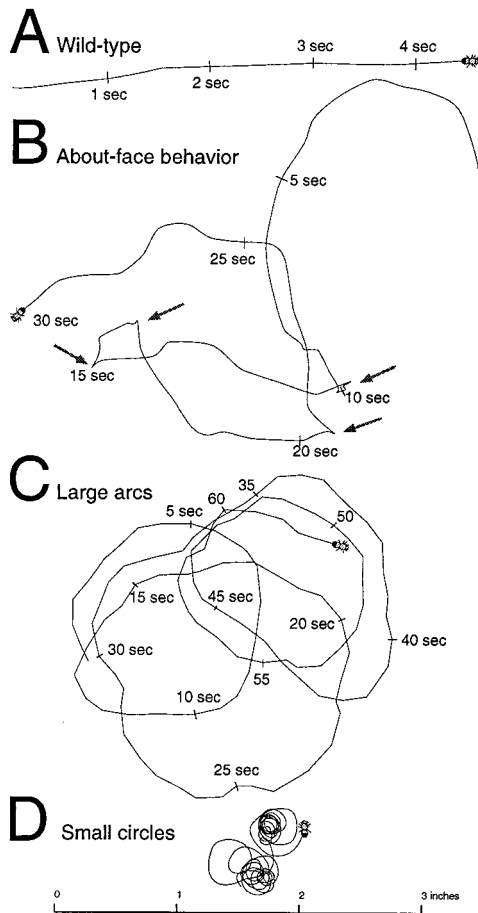 A Wild-type
3 sec 4 sec
1 sec 2 sec
B About-face behavior
5 sec
25 sec
30 sec
15 sec
10 sec
20 sec
C Large arcs
5 sec 60 35
50
15 sec 45 sec
20 sec
30 sec
40 sec
55
10 sec
25 sec
D Small circles
0 1 2 3 inches